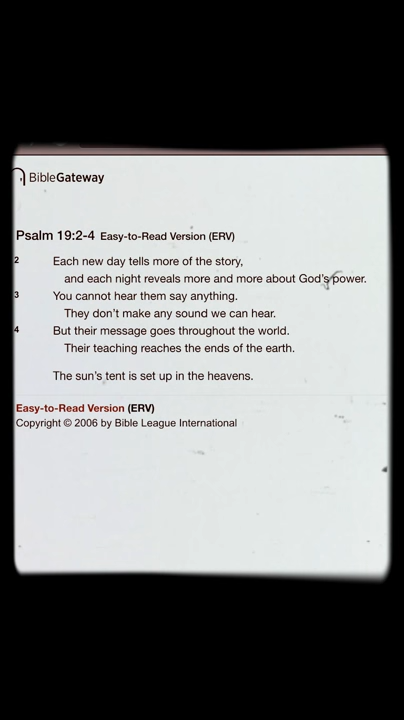 BibleGateway
Psalm 19:2-4 Easy-to-Read Version (ERV)
2 Each new day tells more of the story,
and each night reveals more and more about God's power.
3 You cannot hear them say anything.
They don't make any sound we can hear.
4 But their message goes throughout the world.
Their teaching reaches the ends of the earth.
The sun's tent is set up in the heavens.
Easy-to-Read Version (ERV)
Copyright © 2006 by Bible League International